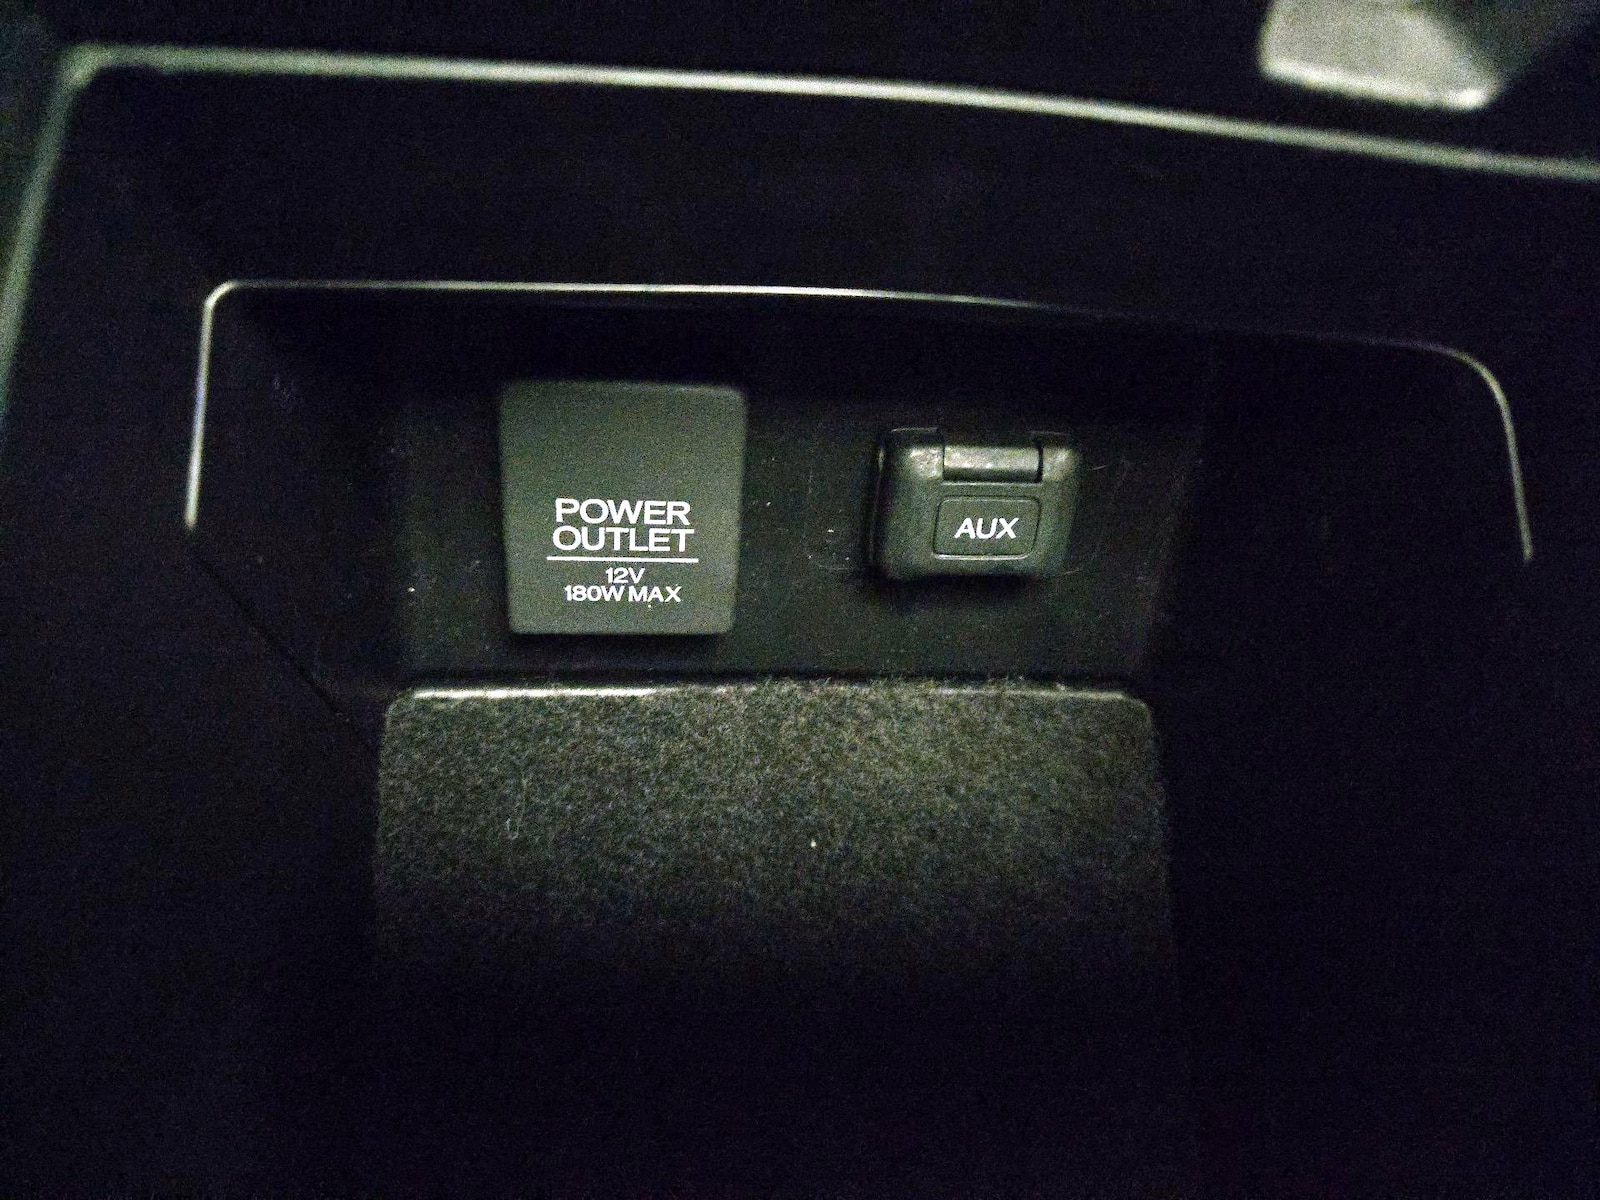 POWER
OUTLET
12V
180W MAX
AUX